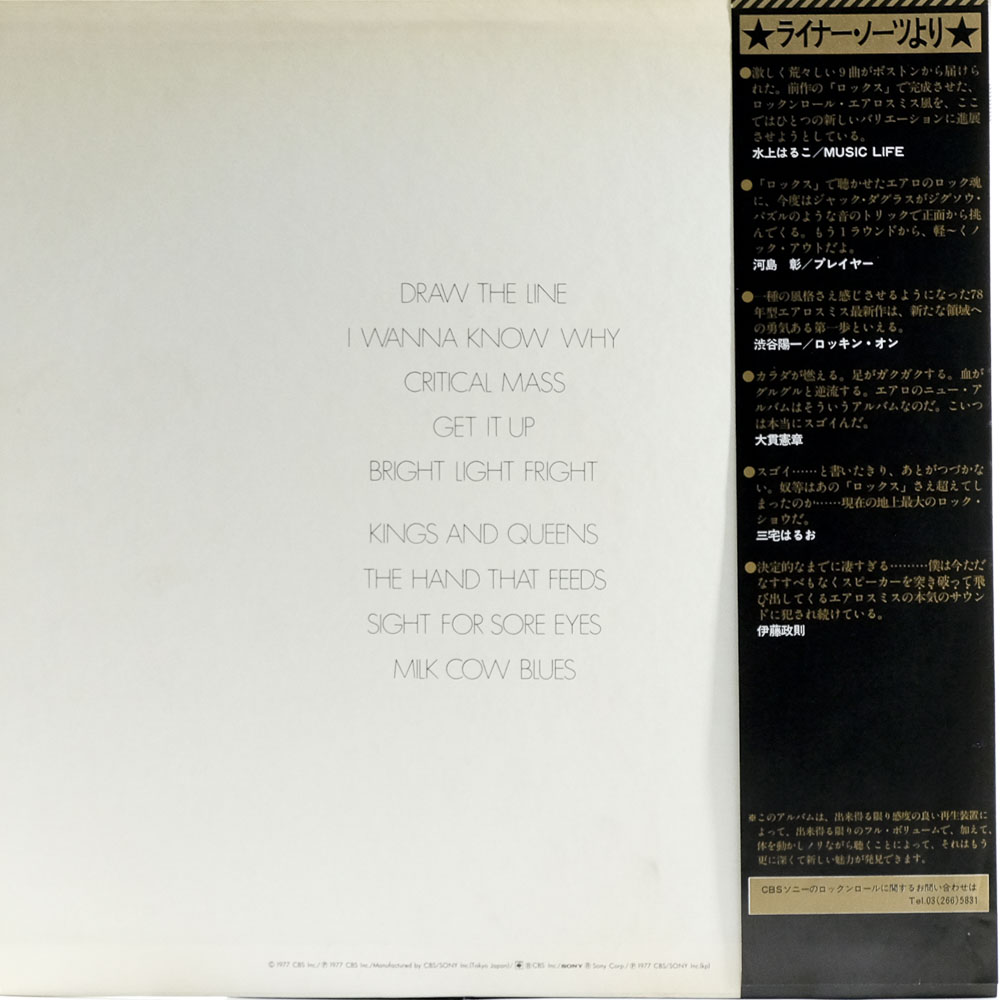 DRAW THE LINE
I WANNA KNOW WHY
CRITICAL MASS
GET IT UP
BRIGHT LIGHT FRIGHT
KINGS AND QUEENS
THE HAND THAT FEEDS
SIGHT FOR SORE EYES
MILK COW BLUES
© 1977 CBS Inc./℗ 1977 CBS Inc./Manufactured by CBS/SONY Inc.(Tokyo Japan)/ ®CBS Inc./SONY ® Sony Corp./℗ 1977 CBS/SONY Inc.(kp)
★ライナー・ノーツより★
●激しく荒々しい9曲がボストンから届けら
れた。前作の「ロックス」で完成させた、
ロックンロール・エアロスミス風を、ここ
ではひとつの新しいバリエーションに進展
させようとしている。
水上はるこ/MUSIC LIFE
●「ロックス」で聴かせたエアロのロック魂
に、今度はジャック・ダグラスがジグソウ・
パズルのような音のトリックで正面から挑
んでくる。もう1ラウンドから、軽〜くノ
ック・アウトだよ。
河島 彰/プレイヤー
●一種の風格さえ感じさせるようになった78
年型エアロスミス最新作は、新たな領域へ
の勇気ある第一歩といえる。
渋谷陽一/ロッキン・オン
●カラダが燃える。足がガクガクする。血が
グルグルと逆流する。エアロのニュー・ア
ルバムはそういうアルバムなのだ。こいつ
は本当にスゴイんだ。
大貫憲章
●スゴイ……と書いたきり、あとがつづかな
い。奴等はあの「ロックス」さえ超えてし
まったのか……現在の地上最大のロック・
ショウだ。
三宅はるお
●決定的なまでに凄すぎる………僕は今ただ
なすすべもなくスピーカーを突き破って飛
び出してくるエアロスミスの本気のサウン
ドに犯され続けている。
伊藤政則
※このアルバムは、出来得る限り感度の良い再生装置に
よって、出来得る限りのフル・ボリュームで、加えて、
体を動かしノリながら聴くことによって、それはもう
更に深くて新しい魅力が発見できます。
CBSソニーのロックンロールに関するお問い合わせは
Tel.03(266)5831